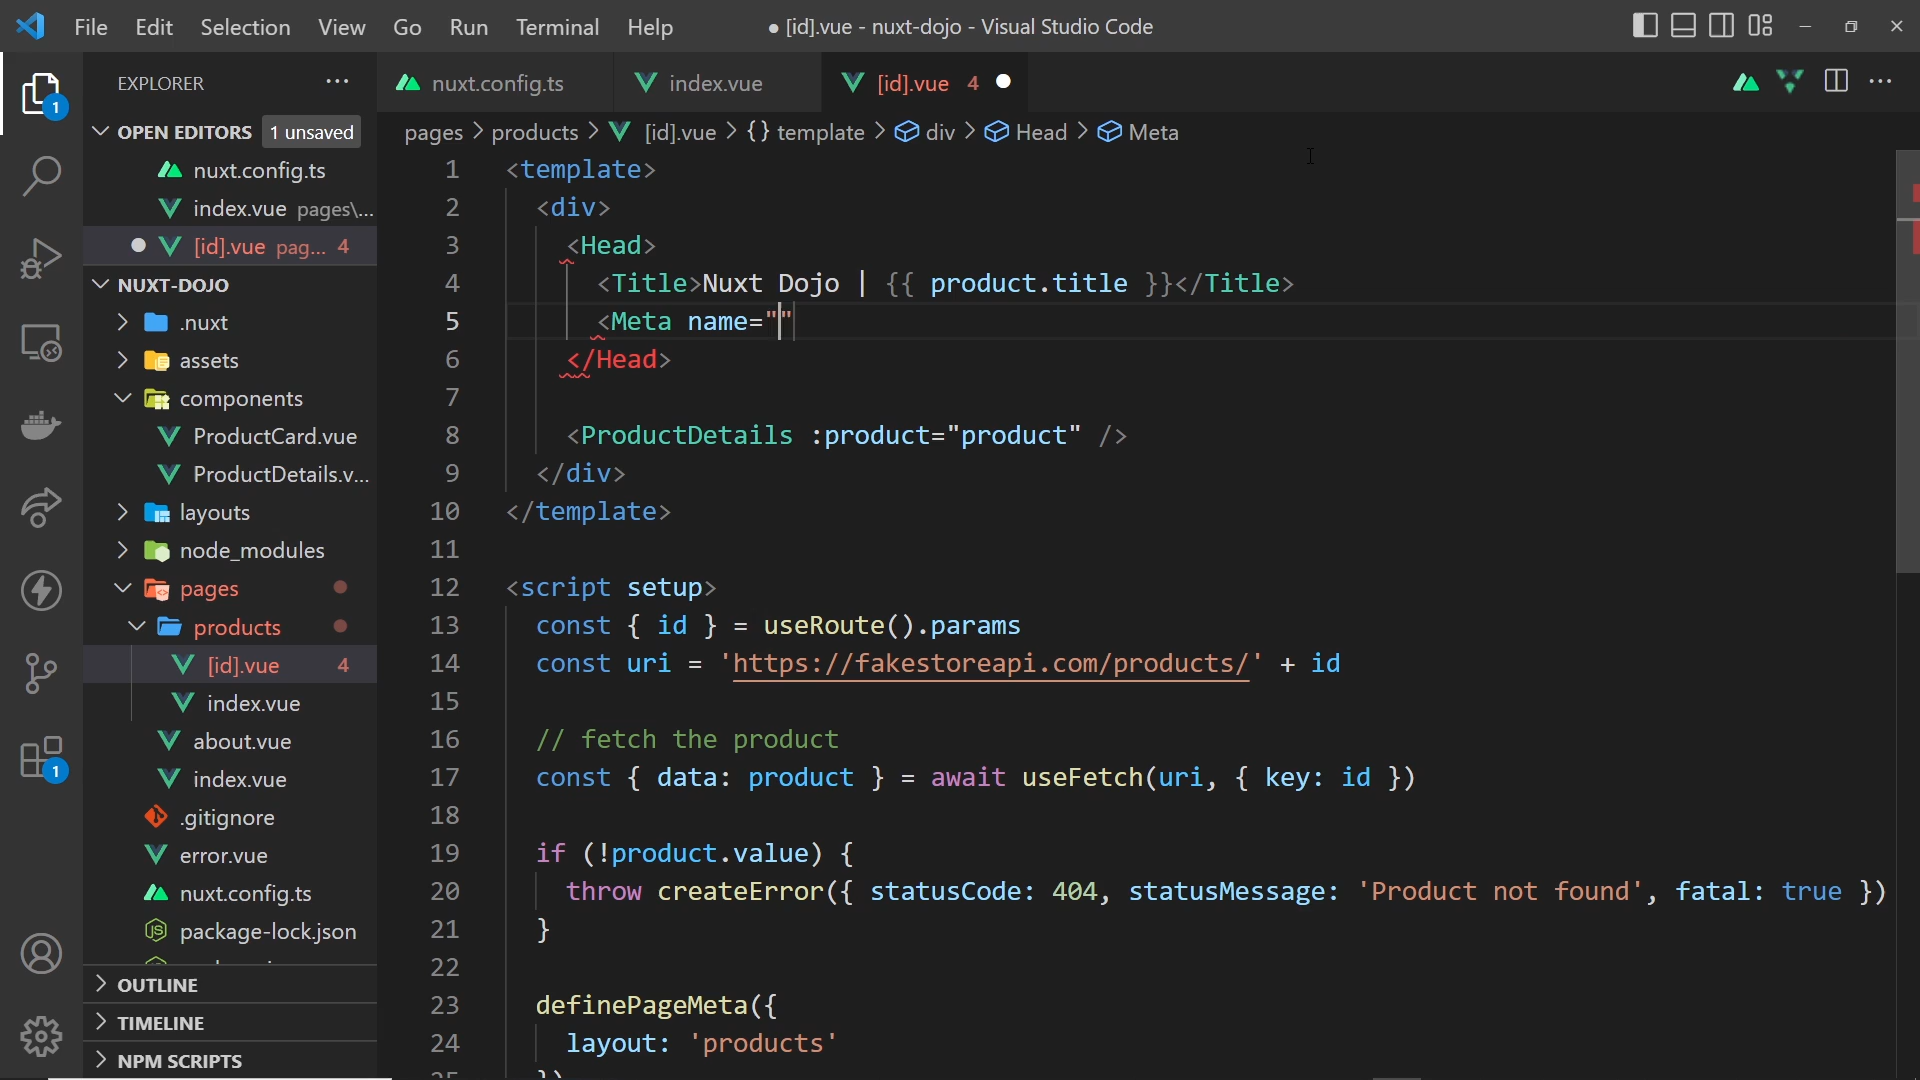 File Edit Selection View Go Run Terminal Help
● [id].vue - nuxt-dojo - Visual Studio Code
EXPLORER
1
OPEN EDITORS 1 unsaved
nuxt.config.ts
index.vue pages\...
[id].vue pag... 4
NUXT-DOJO
.nuxt
assets
components
ProductCard.vue
ProductDetails.v...
layouts
node_modules
pages
products
[id].vue 4
index.vue
about.vue
index.vue
.gitignore
error.vue
nuxt.config.ts
package-lock.json
OUTLINE
TIMELINE
NPM SCRIPTS
1
nuxt.config.ts
index.vue
[id].vue 4
pages > products > [id].vue > {} template > div > Head > Meta
1 <template>
2 <div>
3 <Head>
4 <Title>Nuxt Dojo | {{ product.title }}</Title>
5 <Meta name=""
6 </Head>
7
8 <ProductDetails :product="product" />
9 </div>
10 </template>
11
12 <script setup>
13 const { id } = useRoute().params
14 const uri = 'https://fakestoreapi.com/products/' + id
15
16 // fetch the product
17 const { data: product } = await useFetch(uri, { key: id })
18
19 if (!product.value) {
20 throw createError({ statusCode: 404, statusMessage: 'Product not found', fatal: true })
21 }
22
23 definePageMeta({
24 layout: 'products'